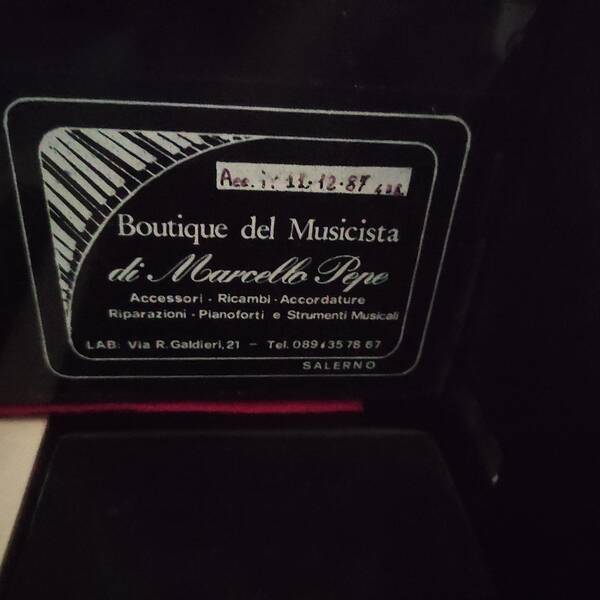 Acc. il 11-12-87
Boutique del Musicista
di Marcello Pepe
Accessori - Ricambi - Accordature
Riparazioni - Pianoforti e Strumenti Musicali
LAB: Via R. Galdieri, 21 - Tel. 089/35 78 67
SALERNO